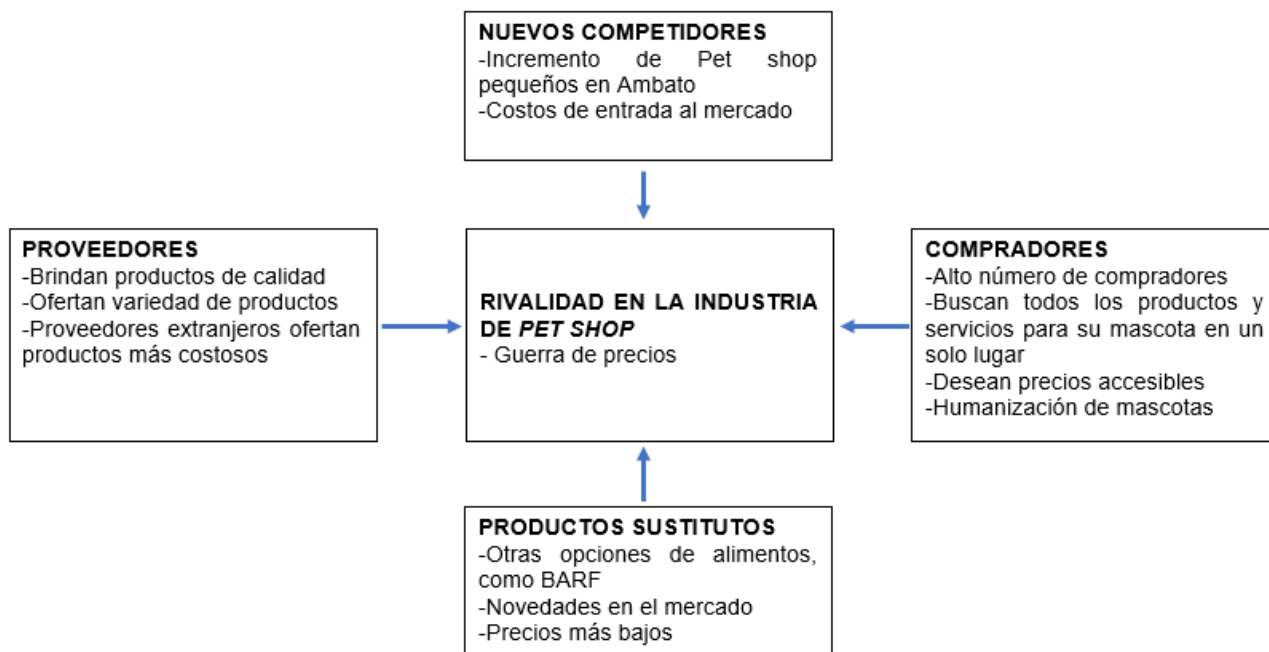 NUEVOS COMPETIDORES
-Incremento de Pet shop
pequeños en Ambato
-Costos de entrada al mercado
PROVEEDORES
-Brindan productos de calidad
-Ofertan variedad de productos
-Proveedores extranjeros ofertan
productos más costosos
RIVALIDAD EN LA INDUSTRIA
DE PET SHOP
- Guerra de precios
COMPRADORES
-Alto número de compradores
-Buscan todos los productos y
servicios para su mascota en un
solo lugar
-Desean precios accesibles
-Humanización de mascotas
PRODUCTOS SUSTITUTOS
-Otras opciones de alimentos,
como BARF
-Novedades en el mercado
-Precios más bajos